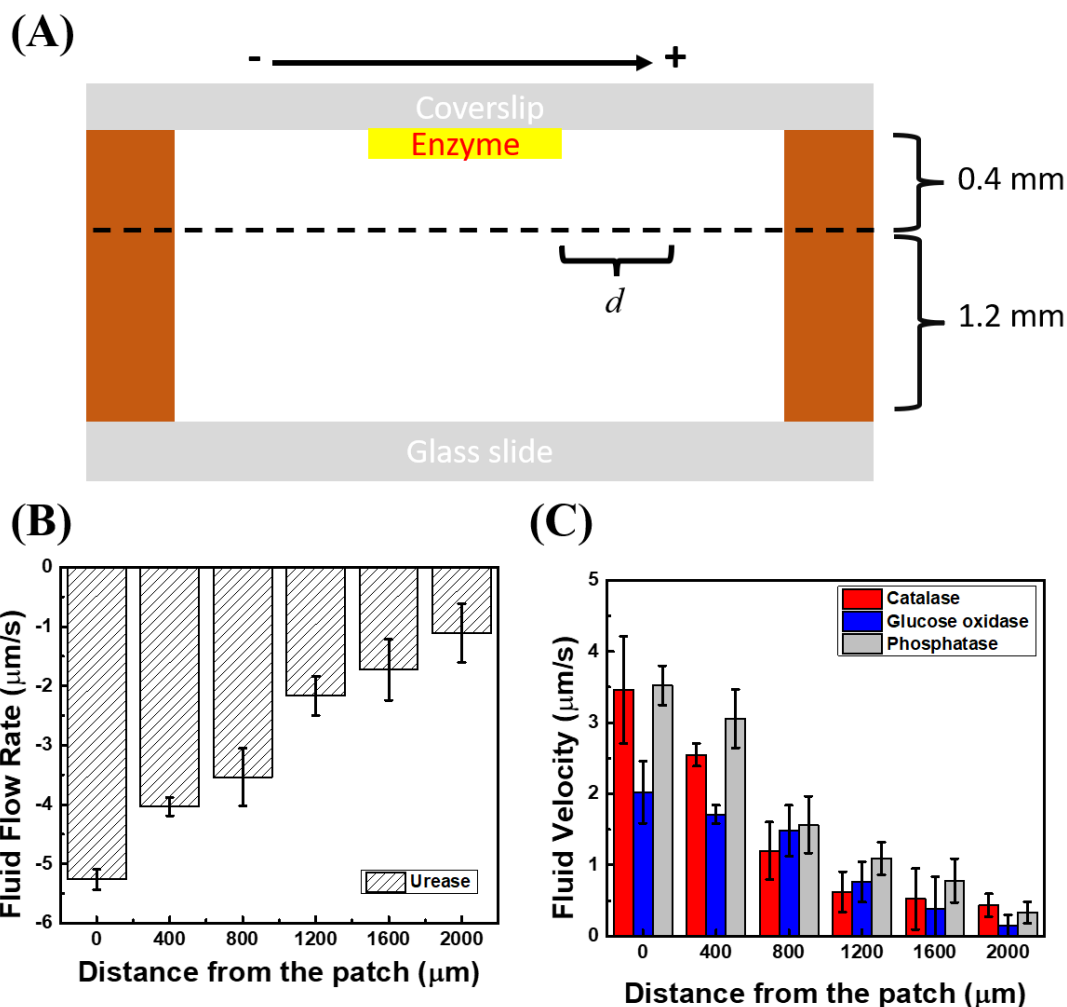 (A)
- +
Coverslip
Enzyme
0.4 mm
d
1.2 mm
Glass slide
(B)
Fluid Flow Rate (μm/s)
0
-1
-2
-3
-4
-5
-6
Urease
0 400 800 1200 1600 2000
Distance from the patch (μm)
(C)
Fluid Velocity (μm/s)
5
4
3
2
1
0
Catalase
Glucose oxidase
Phosphatase
0 400 800 1200 1600 2000
Distance from the patch (μm)